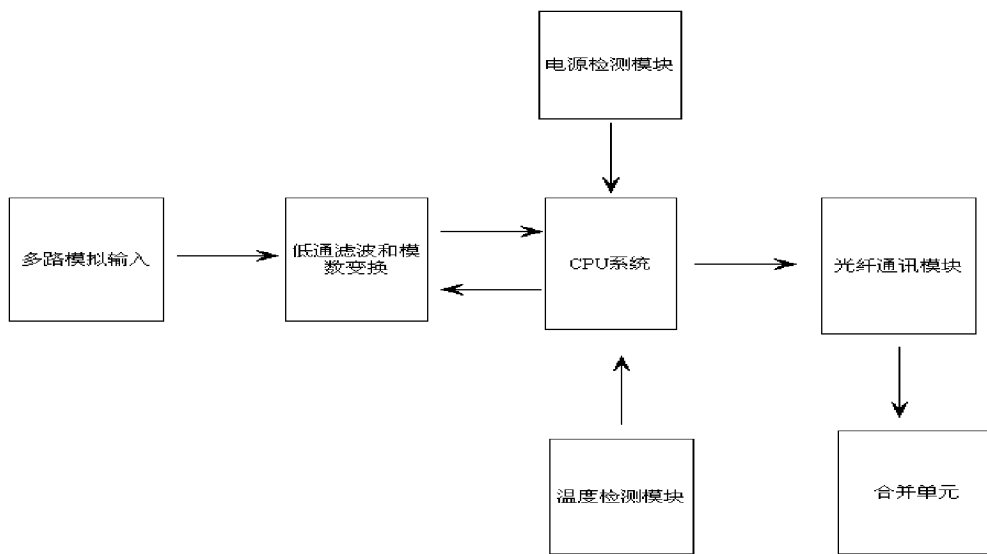 电源检测模块
多路模拟输入
低通滤波和模
数变换
CPU系统
光纤通讯模块
温度检测模块
合并单元